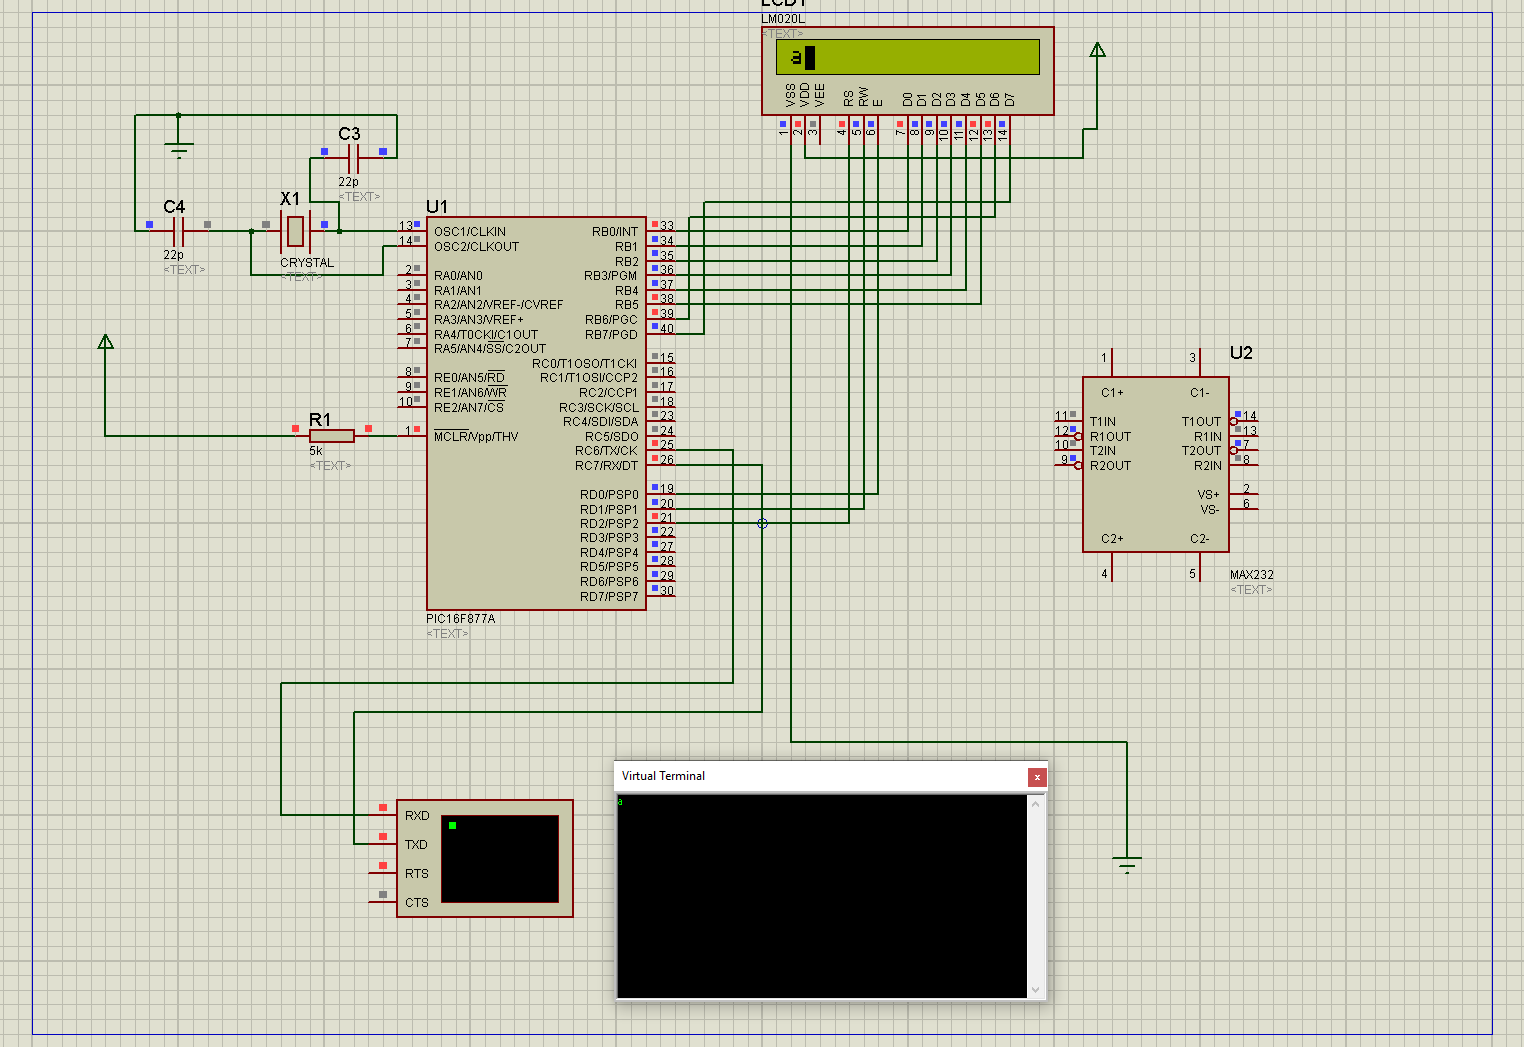 LCD1
LM020L
<TEXT>
a
VSS
VDD
VEE
RS
RW
E
D0
D1
D2
D3
D4
D5
D6
D7
1
2
3
4
5
6
7
8
9
10
11
12
13
14
C3
22p
<TEXT>
C4
22p
<TEXT>
X1
CRYSTAL
<TEXT>
R1
5k
<TEXT>
U1
13 OSC1/CLKIN
14 OSC2/CLKOUT
2 RA0/AN0
3 RA1/AN1
4 RA2/AN2/VREF-/CVREF
5 RA3/AN3/VREF+
6 RA4/T0CKI/C1OUT
7 RA5/AN4/SS/C2OUT
8 RE0/AN5/RD
9 RE1/AN6/WR
10 RE2/AN7/CS
1 MCLR/Vpp/THV
RB0/INT 33
RB1 34
RB2 35
RB3/PGM 36
RB4 37
RB5 38
RB6/PGC 39
RB7/PGD 40
RC0/T1OSO/T1CKI 15
RC1/T1OSI/CCP2 16
RC2/CCP1 17
RC3/SCK/SCL 18
RC4/SDI/SDA 23
RC5/SDO 24
RC6/TX/CK 25
RC7/RX/DT 26
RD0/PSP0 19
RD1/PSP1 20
RD2/PSP2 21
RD3/PSP3 22
RD4/PSP4 27
RD5/PSP5 28
RD6/PSP6 29
RD7/PSP7 30
PIC16F877A
<TEXT>
U2
1 3
C1+ C1-
11 T1IN T1OUT 14
12 R1OUT R1IN 13
10 T2IN T2OUT 7
9 R2OUT R2IN 8
VS+ 2
VS- 6
C2+ C2-
4 5
MAX232
<TEXT>
RXD
TXD
RTS
CTS
Virtual Terminal
a